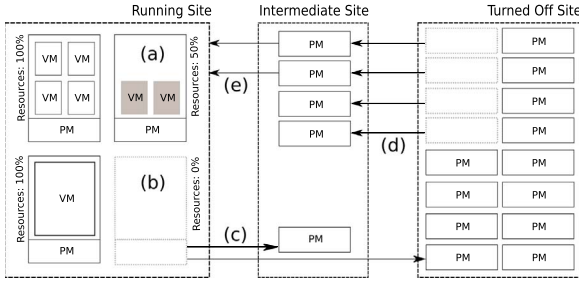 Running Site
Intermediate Site
Turned Off Site
Resources: 100%
VM VM
VM VM
PM
(a)
VM VM
PM
Resources: 50%
(e)
Resources: 100%
VM
PM
(b)
Resources: 0%
(c)
PM
PM
PM
PM
PM
(d)
PM
PM
PM
PM
PM PM
PM PM
PM PM
PM PM